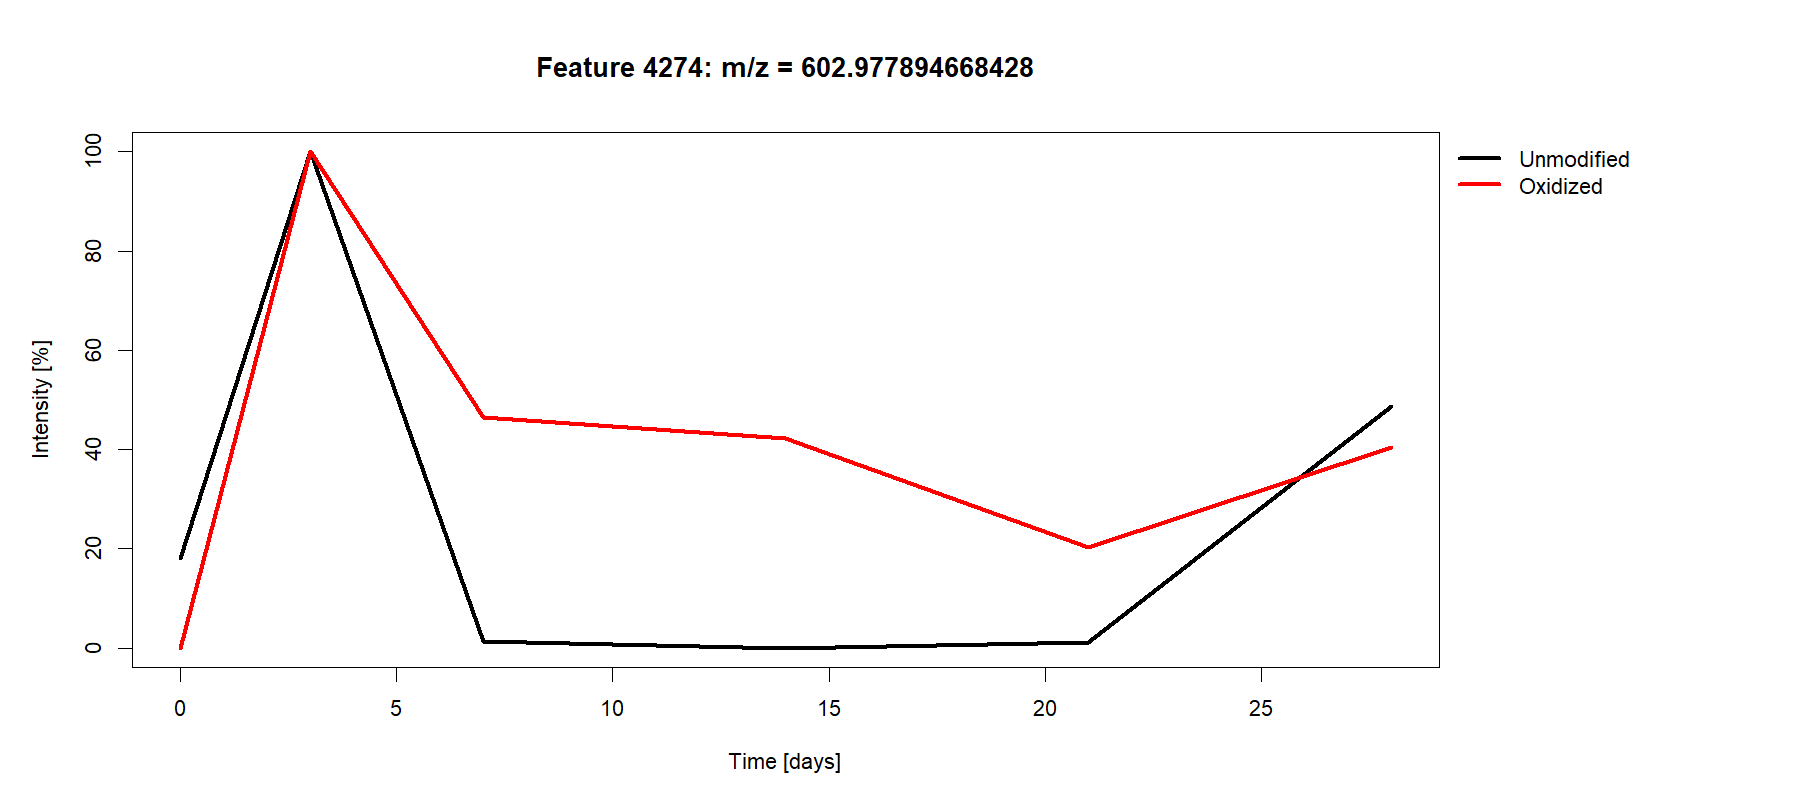 Feature 4274: m/z = 602.977894668428
Unmodified
Oxidized
Intensity [%]
100
80
60
40
20
0
0 5 10 15 20 25
Time [days]